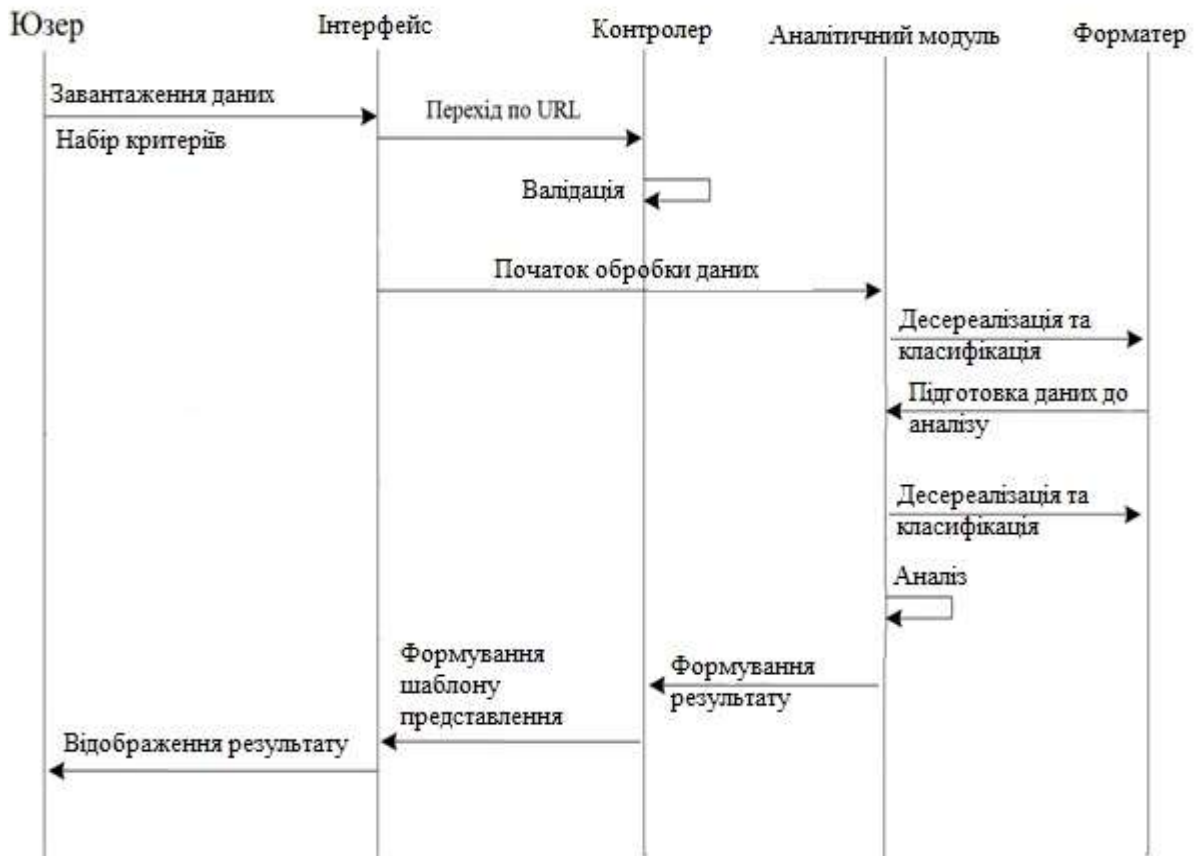 Юзер
Інтерфейс
Контролер
Аналітичний модуль
Форматер
Завантаження даних
Набір критеріїв
Перехід по URL
Валідація
Початок обробки даних
Десереалізація та
класифікація
Підготовка даних до
аналізу
Десереалізація та
класифікація
Аналіз
Формування
результату
Формування
шаблону
представлення
Відображення результату